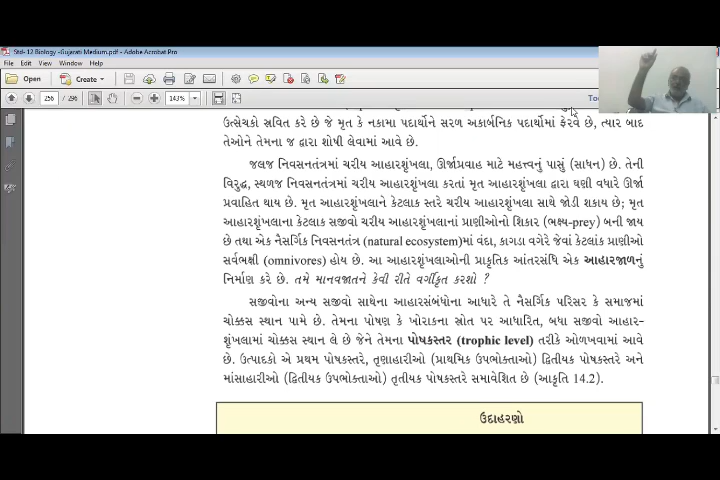 Std- 12 Biology -Gujarati Medium.pdf - Adobe Acrobat Pro
File Edit View Window Help
Open Create
256 / 296 143%
ઉત્સેચકો સ્રવિત કરે છે જે મૃત કે નકામા પદાર્થોને સરળ અકાર્બનિક પદાર્થોમાં ફેરવે છે, ત્યાર બાદ
તેઓને તેમના જ દ્વારા શોષી લેવામાં આવે છે.
જલજ નિવસનતંત્રમાં ચરીય આહારશૃંખલા, ઊર્જાપ્રવાહ માટે મહત્ત્વનું પાસું (સાધન) છે. તેની
વિરુદ્ધ, સ્થળજ નિવસનતંત્રમાં ચરીય આહારશૃંખલા કરતાં મૃત આહારશૃંખલા દ્વારા ઘણી વધારે ઊર્જા
પ્રવાહિત થાય છે. મૃત આહારશૃંખલાને કેટલાક સ્તરે ચરીય આહારશૃંખલા સાથે જોડી શકાય છે; મૃત
આહારશૃંખલાના કેટલાક સજીવો ચરીય આહારશૃંખલાનાં પ્રાણીઓનો શિકાર (ભક્ષ્ય-prey) બની જાય
છે તથા એક નૈસર્ગિક નિવસનતંત્ર (natural ecosystem)માં વંદા, કાગડા વગેરે જેવાં કેટલાંક પ્રાણીઓ
સર્વભક્ષી (omnivores) હોય છે. આ આહારશૃંખલાઓની પ્રાકૃતિક આંતરસંધિ એક આહારજાળનું
નિર્માણ કરે છે. તમે માનવજાતને કેવી રીતે વર્ગીકૃત કરશો ?
સજીવોના અન્ય સજીવો સાથેના આહારસંબંધોના આધારે તે નૈસર્ગિક પરિસર કે સમાજમાં
ચોક્કસ સ્થાન પામે છે. તેમના પોષણ કે ખોરાકના સ્રોત પર આધારિત, બધા સજીવો આહાર-
શૃંખલામાં ચોક્કસ સ્થાન લે છે જેને તેમના પોષકસ્તર (trophic level) તરીકે ઓળખવામાં આવે
છે. ઉત્પાદકો એ પ્રથમ પોષકસ્તરે, તૃણાહારીઓ (પ્રાથમિક ઉપભોક્તાઓ) દ્વિતીયક પોષકસ્તરે અને
માંસાહારીઓ (દ્વિતીયક ઉપભોક્તાઓ) તૃતીયક પોષકસ્તરે સમાવેશિત છે (આકૃતિ 14.2).
ઉદાહરણો